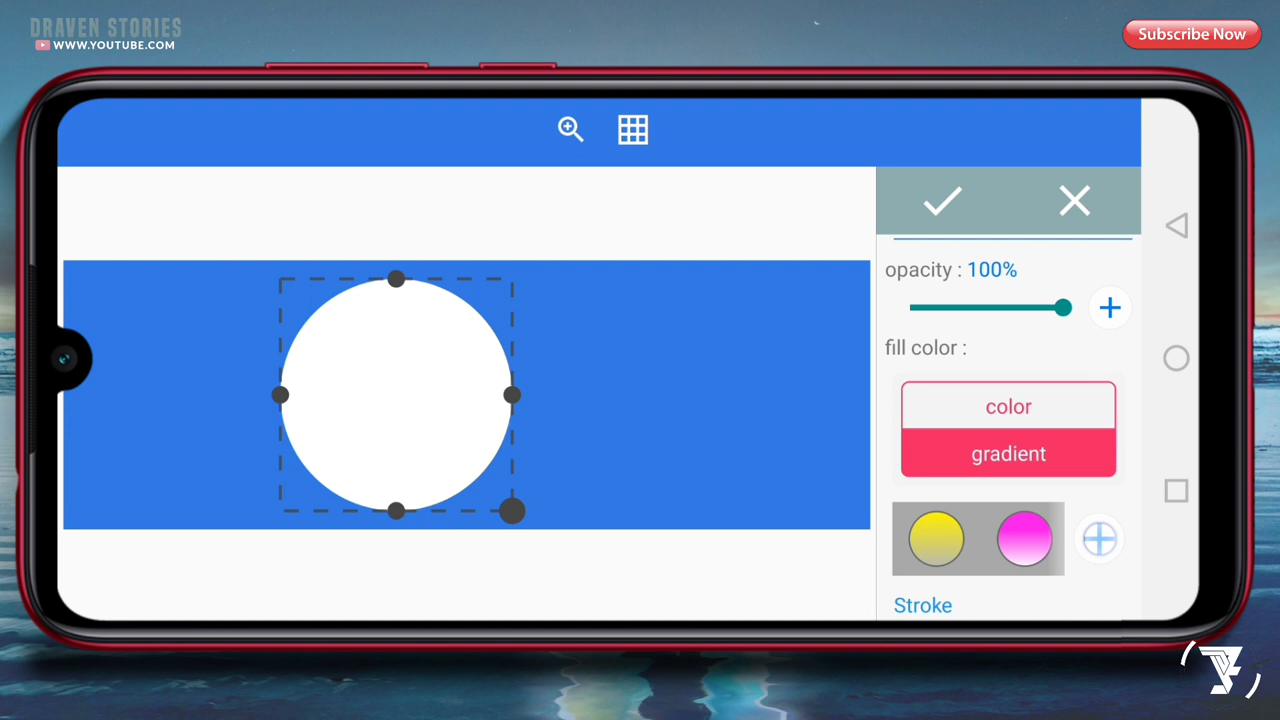 DRAVEN STORIES
WWW.YOUTUBE.COM
Subscribe Now
opacity : 100%
fill color :
color
gradient
Stroke